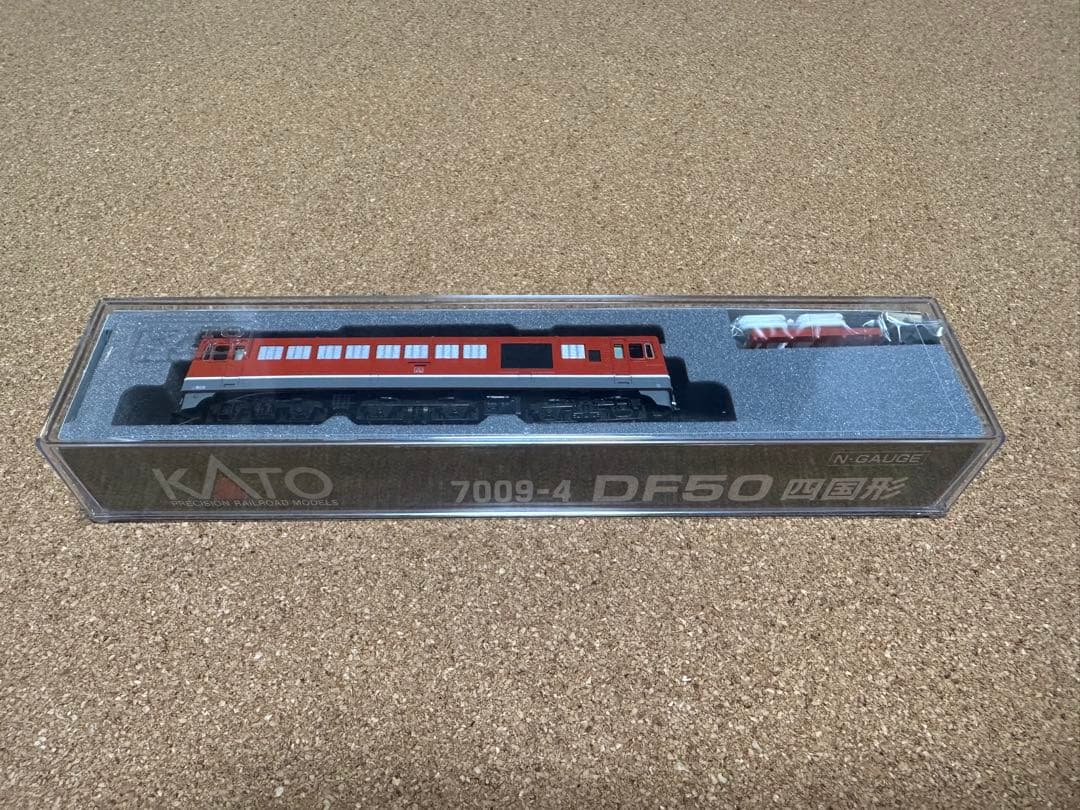 KATO
PRECISION RAILROAD MODELS
7009-4 DF50 四国形
N-GAUGE